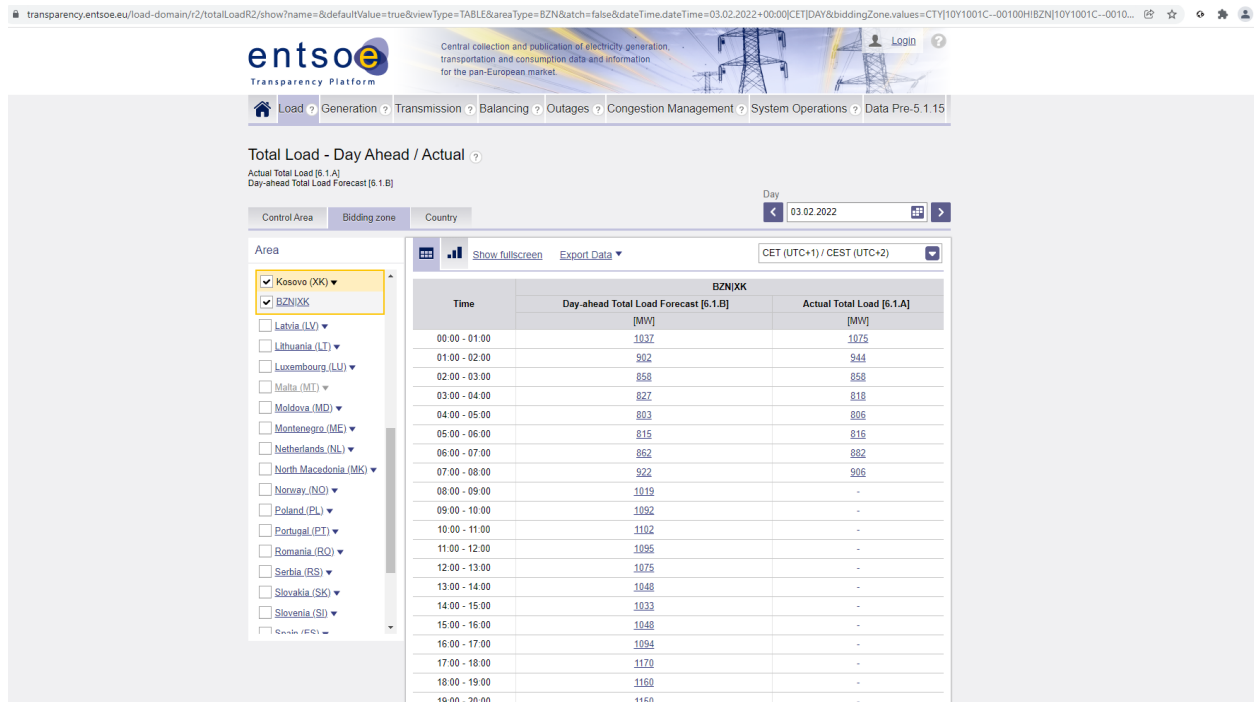 transparency.entsoe.eu/load-domain/r2/totalLoadR2/show?name=&defaultValue=true&viewType=TABLE&areaType=BZN&atch=false&dateTime.dateTime=03.02.2022+00:00|CET|DAY&biddingZone.values=CTY|10Y1001C--00100H!BZN|10Y1001C--0010...
entsoe
Transparency Platform
Central collection and publication of electricity generation,
transportation and consumption data and information
for the pan-European market.
Login ?
Load ? Generation ? Transmission ? Balancing ? Outages ? Congestion Management ? System Operations ? Data Pre-5.1.15
Total Load - Day Ahead / Actual ?
Actual Total Load [6.1.A]
Day-ahead Total Load Forecast [6.1.B]
Day
03.02.2022
Control Area Bidding zone Country
Area
Kosovo (XK)
BZN|XK
Latvia (LV)
Lithuania (LT)
Luxembourg (LU)
Malta (MT)
Moldova (MD)
Montenegro (ME)
Netherlands (NL)
North Macedonia (MK)
Norway (NO)
Poland (PL)
Portugal (PT)
Romania (RO)
Serbia (RS)
Slovakia (SK)
Slovenia (SI)
Spain (ES)
Show fullscreen Export Data
CET (UTC+1) / CEST (UTC+2)
BZN|XK
Time Day-ahead Total Load Forecast [6.1.B] Actual Total Load [6.1.A]
[MW] [MW]
00:00 - 01:00 1037 1075
01:00 - 02:00 902 944
02:00 - 03:00 858 858
03:00 - 04:00 827 818
04:00 - 05:00 803 806
05:00 - 06:00 815 816
06:00 - 07:00 862 882
07:00 - 08:00 922 906
08:00 - 09:00 1019 -
09:00 - 10:00 1092 -
10:00 - 11:00 1102 -
11:00 - 12:00 1095 -
12:00 - 13:00 1075 -
13:00 - 14:00 1048 -
14:00 - 15:00 1033 -
15:00 - 16:00 1048 -
16:00 - 17:00 1094 -
17:00 - 18:00 1170 -
18:00 - 19:00 1160 -
19:00 - 20:00 1150